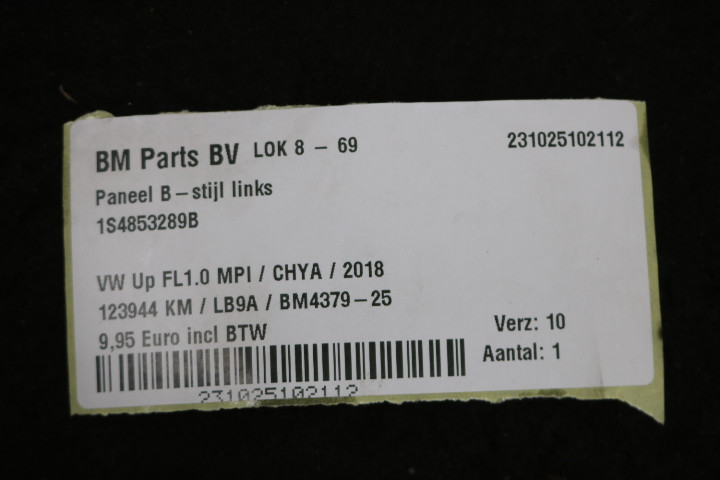 BM Parts BV LOK 8 - 69 231025102112
Paneel B-stijl links
1S4853289B
VW Up FL1.0 MPI / CHYA / 2018
123944 KM / LB9A / BM4379-25
9,95 Euro incl BTW
Verz: 10
Aantal: 1
231025102112